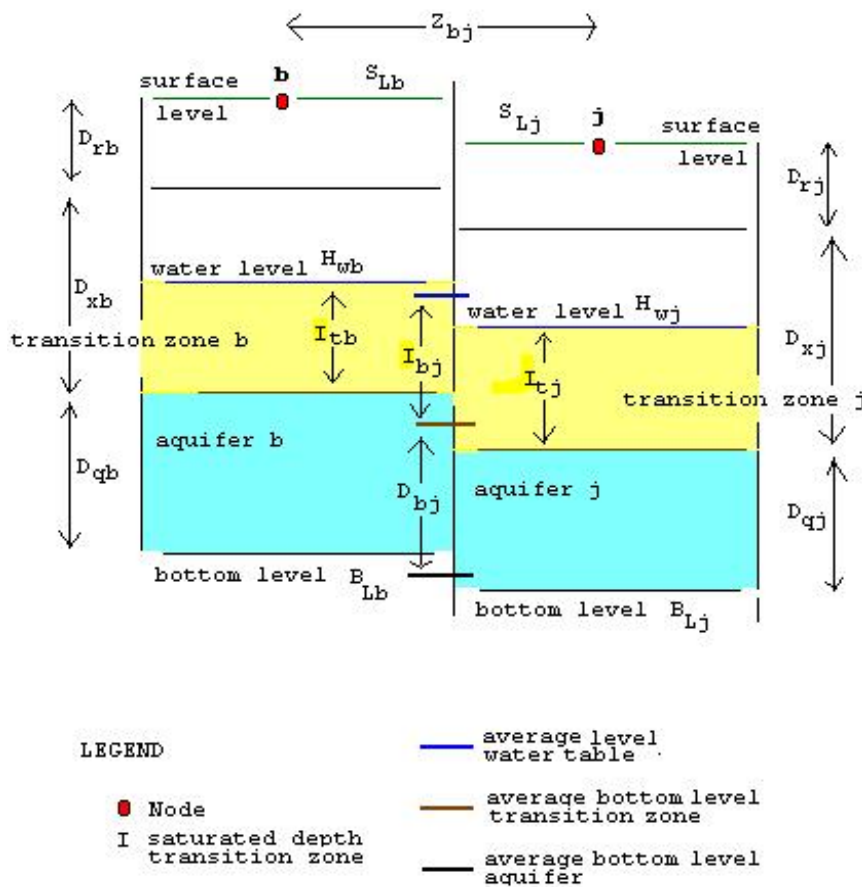 Z bj
surface b S Lb
level
S Lj j surface
level
D rb
D rj
water level H wb
D xb
I tb
I bj
water level H wj
D xj
transition zone b
I tj
transition zone j
aquifer b
D qb
D bj
aquifer j
D qj
bottom level B Lb
bottom level B Lj
LEGEND
Node
I saturated depth
transition zone
average level
water table
average bottom level
transition zone
average bottom level
aquifer